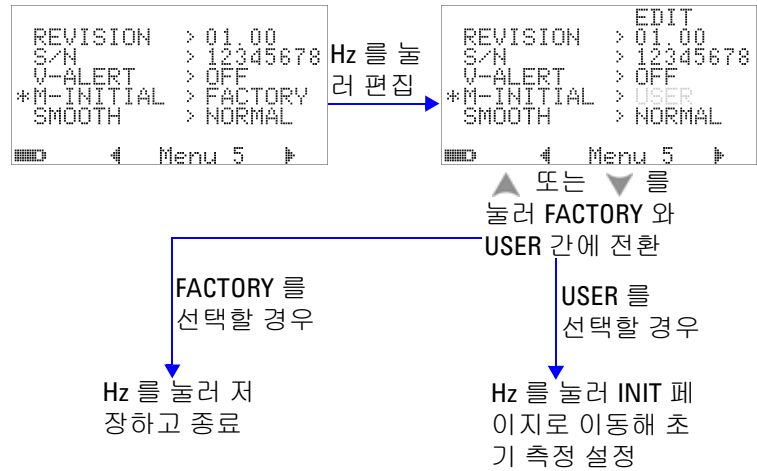 REVISION > 01.00
S/N > 12345678
V-ALERT > OFF
*M-INITIAL > FACTORY
SMOOTH > NORMAL
Menu 5
Hz 를 눌
러 편집
EDIT
REVISION > 01.00
S/N > 12345678
V-ALERT > OFF
*M-INITIAL > USER
SMOOTH > NORMAL
Menu 5
또는 를
눌러 FACTORY 와
USER 간에 전환
FACTORY 를
선택할 경우
USER 를
선택할 경우
Hz 를 눌러 저
장하고 종료
Hz 를 눌러 INIT 페
이지로 이동해 초
기 측정 설정